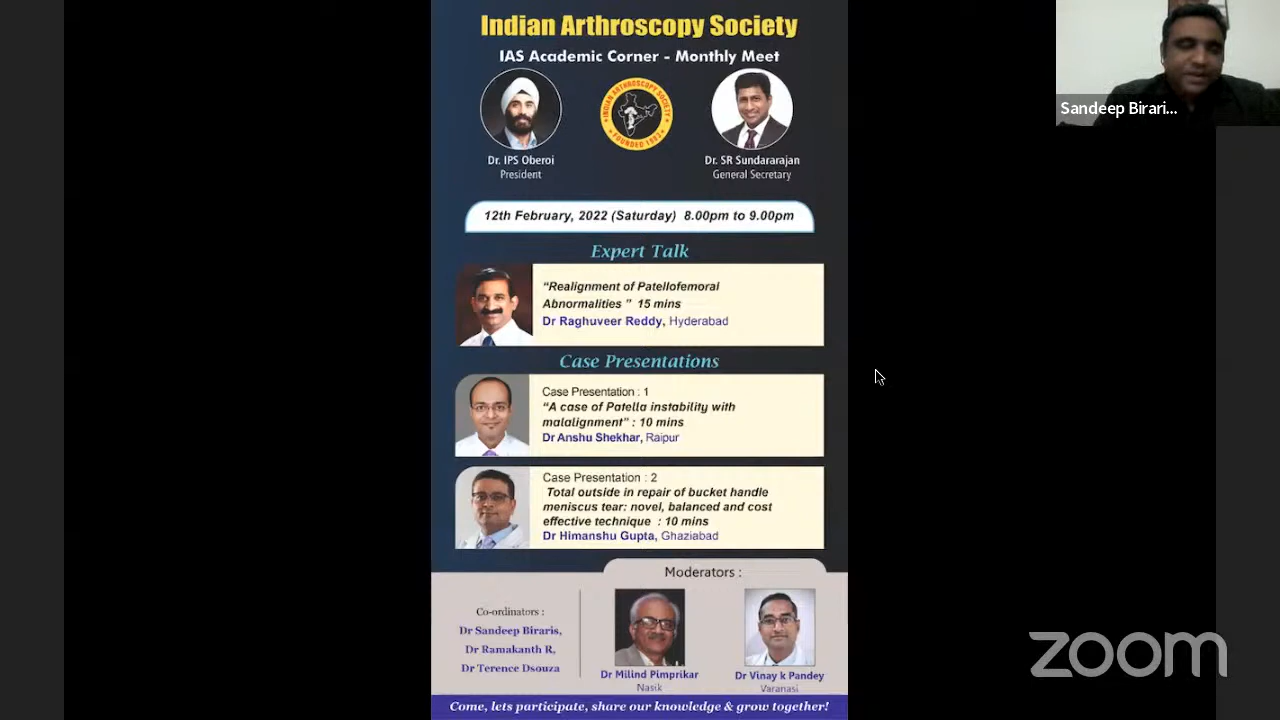 Indian Arthroscopy Society
IAS Academic Corner - Monthly Meet
INDIAN ARTHROSCOPY SOCIETY
Dr. IPS Oberoi
President
Dr. SR Sundararajan
General Secretary
12th February, 2022 (Saturday) 8.00pm to 9.00pm
Expert Talk
“Realignment of Patellofemoral
Abnormalities ” 15 mins
Dr Raghuveer Reddy, Hyderabad
Case Presentations
Case Presentation : 1
“A case of Patella instability with
malalignment” : 10 mins
Dr Anshu Shekhar, Raipur
Case Presentation : 2
Total outside in repair of bucket handle
meniscus tear: novel, balanced and cost
effective technique : 10 mins
Dr Himanshu Gupta, Ghaziabad
Moderators :
Co-ordinators :
Dr Sandeep Biraris,
Dr Ramakanth R,
Dr Terence Dsouza
Dr Milind Pimprikar
Nasik
Dr Vinay k Pandey
Varanasi
Come, lets participate, share our knowledge & grow together!
Sandeep Birari...
zoom